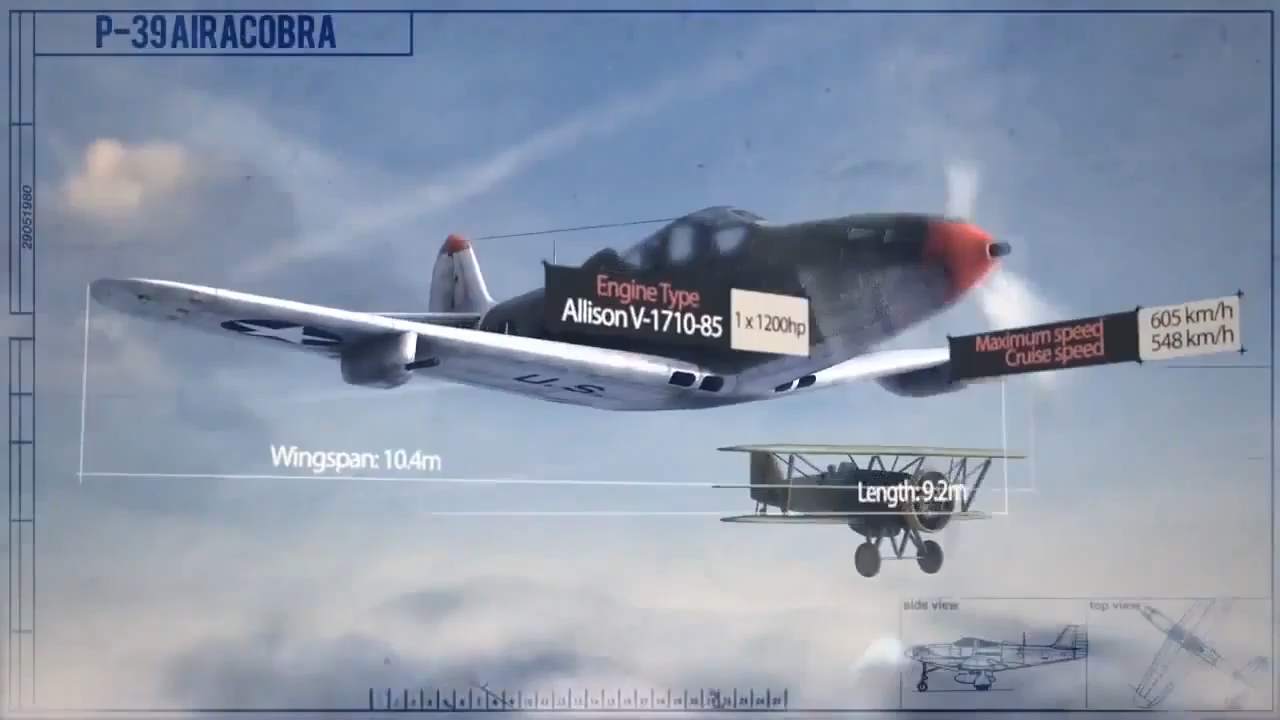 P-39 AIRACOBRA
29051980
Engine Type
Allison V-1710-85
1 x 1200hp
Maximum speed
Cruise speed
605 km/h
548 km/h
U.S
Wingspan: 10.4m
Length: 9.2m
side view
top view